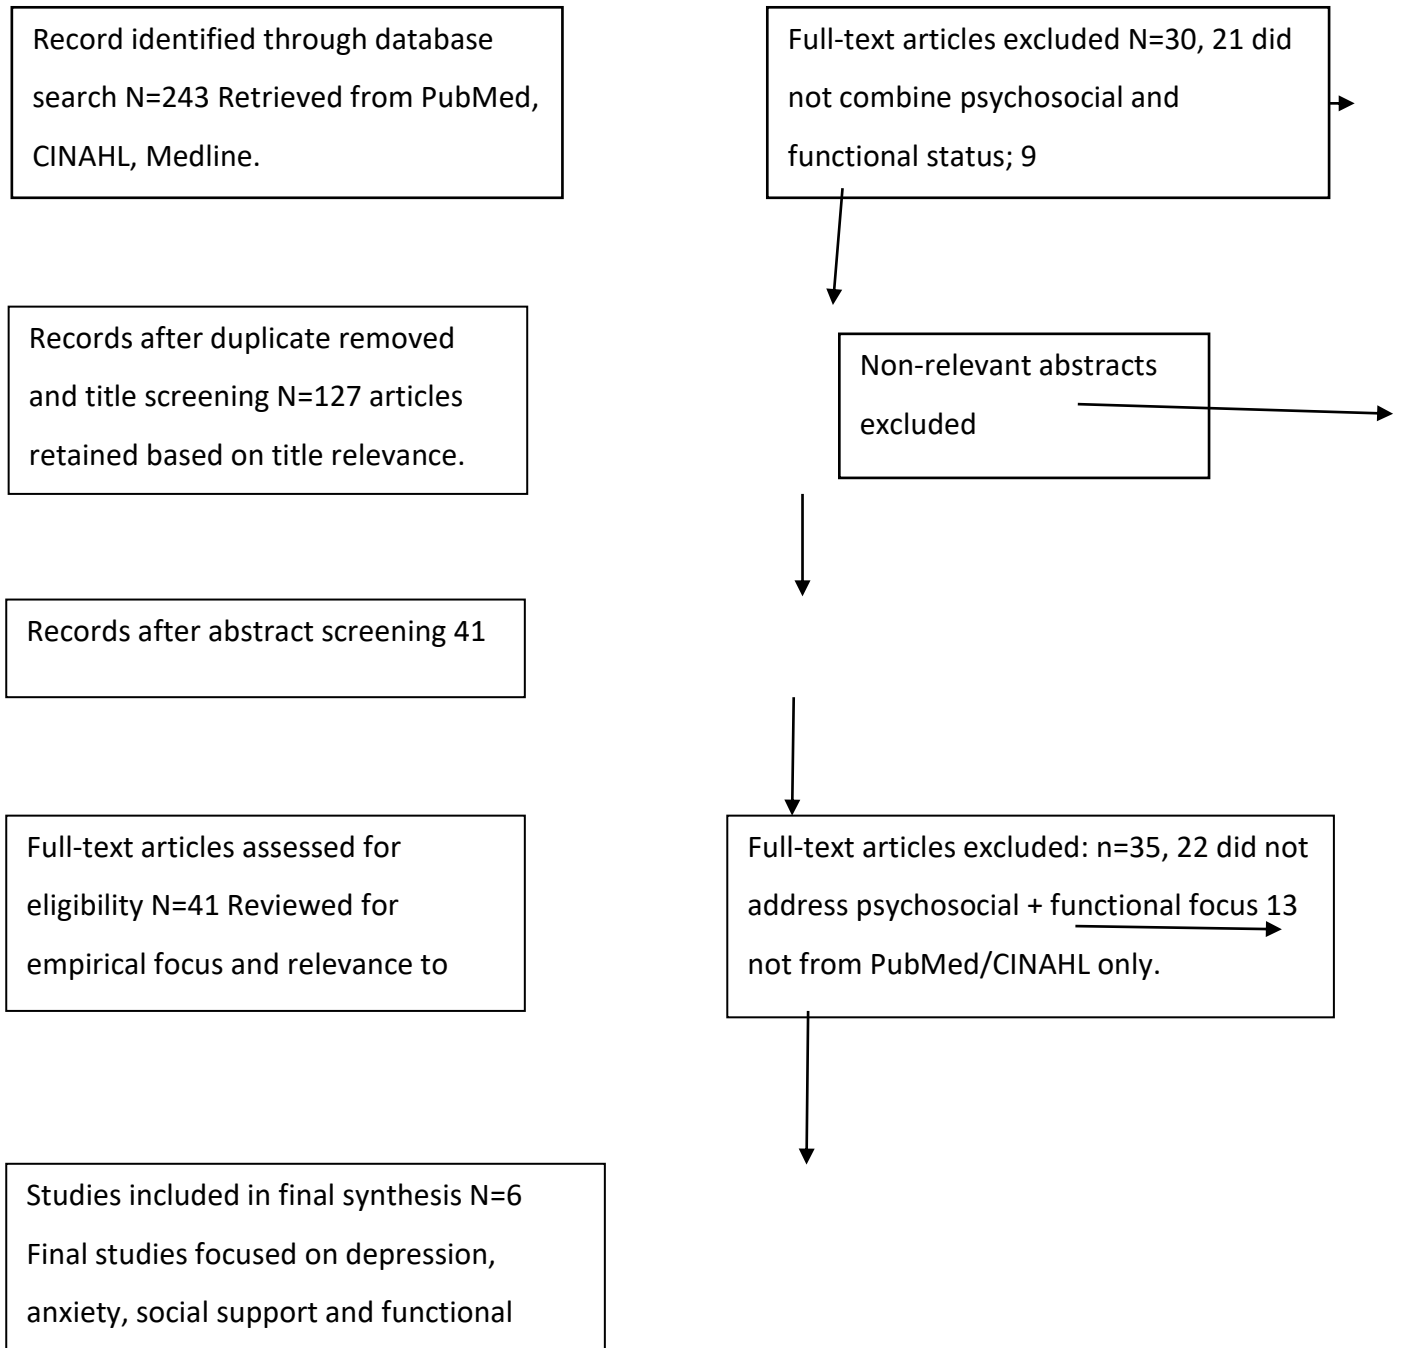 Record identified through database
search N=243 Retrieved from PubMed,
CINAHL, Medline.
Full-text articles excluded N=30, 21 did
not combine psychosocial and
functional status; 9
Records after duplicate removed
and title screening N=127 articles
retained based on title relevance.
Non-relevant abstracts
excluded
Records after abstract screening 41
Full-text articles assessed for
eligibility N=41 Reviewed for
empirical focus and relevance to
Full-text articles excluded: n=35, 22 did not
address psychosocial + functional focus 13
not from PubMed/CINAHL only.
Studies included in final synthesis N=6
Final studies focused on depression,
anxiety, social support and functional